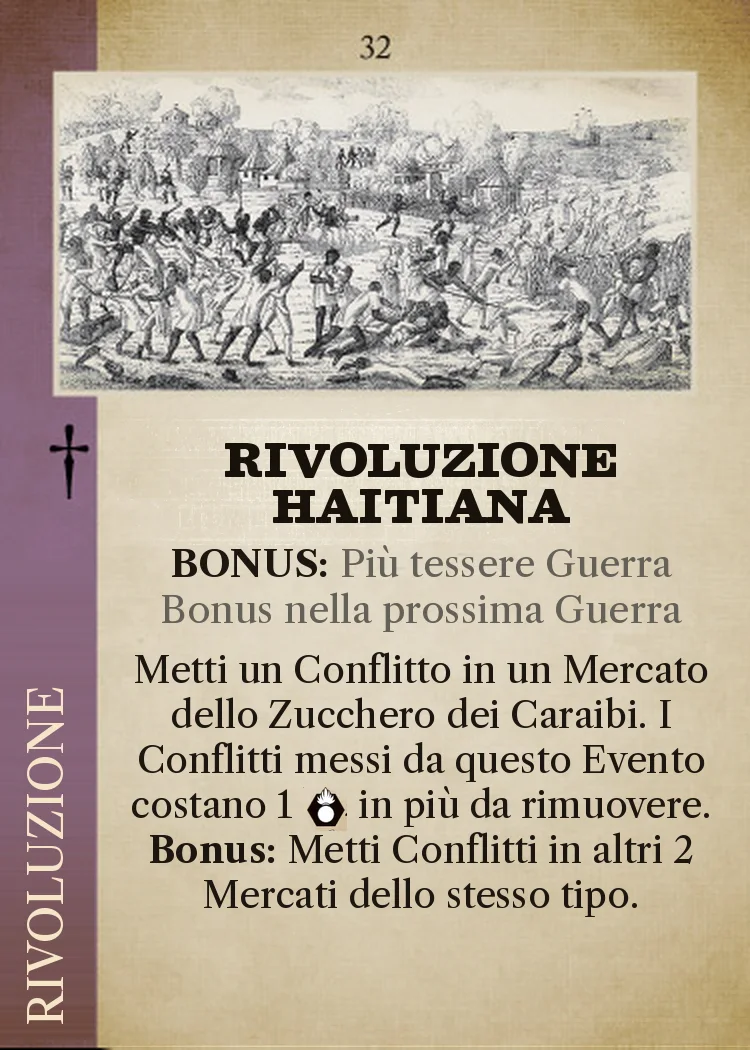 32
RIVOLUZIONE
HAITIANA
BONUS: Più tessere Guerra
Bonus nella prossima Guerra
Metti un Conflitto in un Mercato
dello Zucchero dei Caraibi. I
Conflitti messi da questo Evento
costano 1 in più da rimuovere.
Bonus: Metti Conflitti in altri 2
Mercati dello stesso tipo.
RIVOLUZIONE